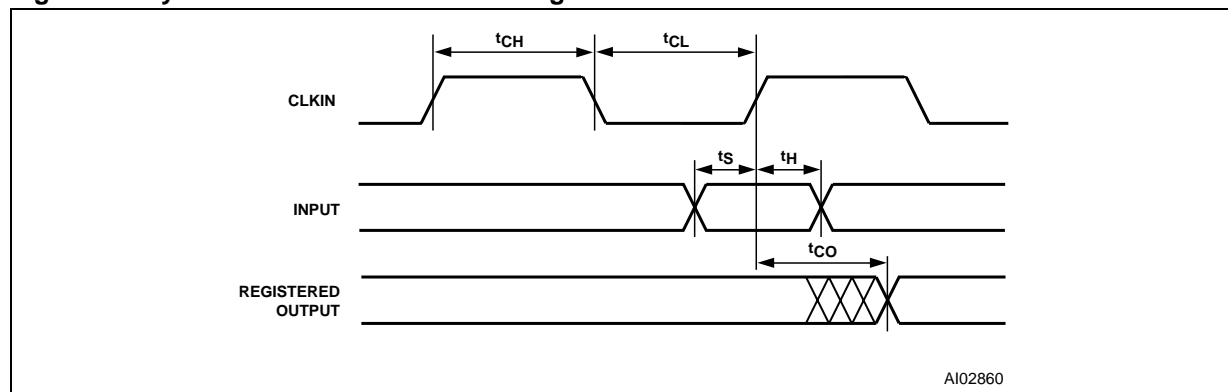 tCH
tCL
CLKIN
tS
tH
INPUT
tCO
REGISTERED
OUTPUT
AI02860